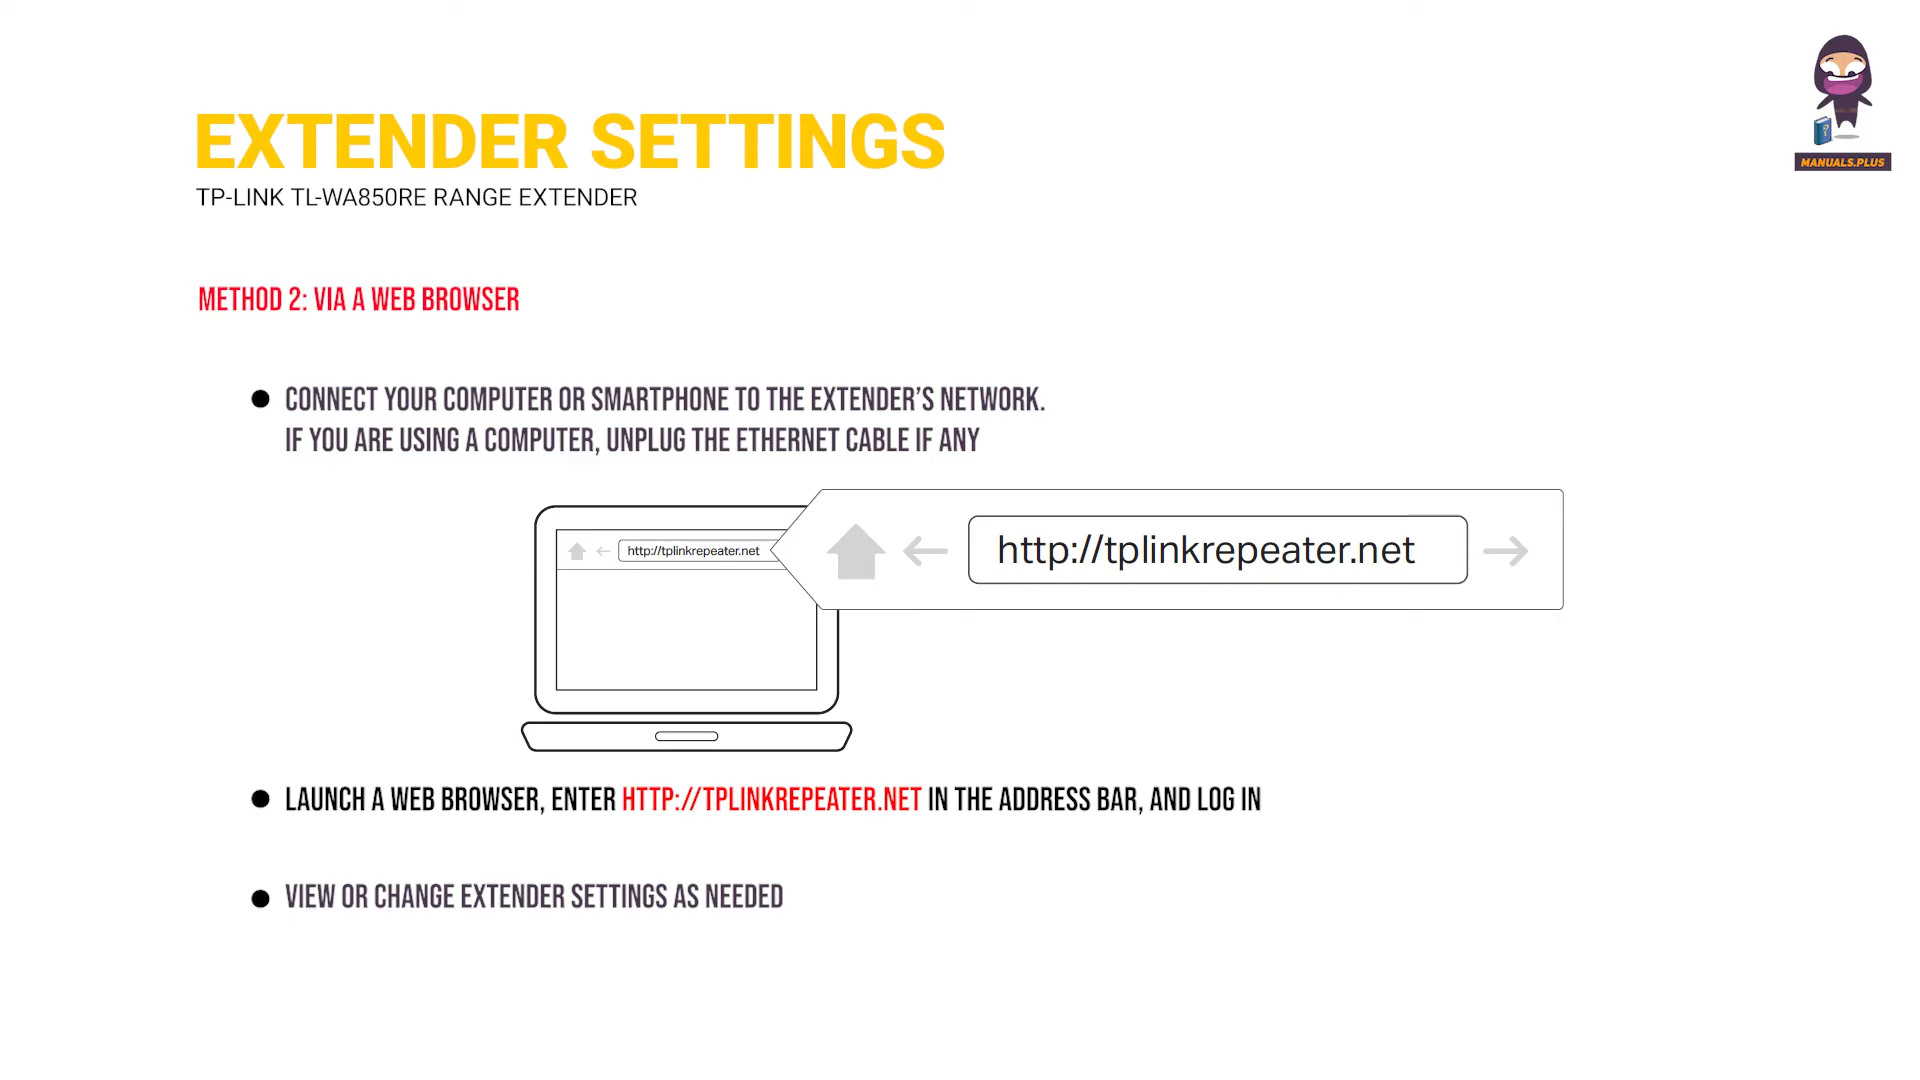 MANUALS.PLUS
EXTENDER SETTINGS
TP-LINK TL-WA850RE RANGE EXTENDER
METHOD 2: VIA A WEB BROWSER
CONNECT YOUR COMPUTER OR SMARTPHONE TO THE EXTENDER'S NETWORK.
IF YOU ARE USING A COMPUTER, UNPLUG THE ETHERNET CABLE IF ANY
http://tplinkrepeater.net
http://tplinkrepeater.net
LAUNCH A WEB BROWSER, ENTER HTTP://TPLINKREPEATER.NET IN THE ADDRESS BAR, AND LOG IN
VIEW OR CHANGE EXTENDER SETTINGS AS NEEDED